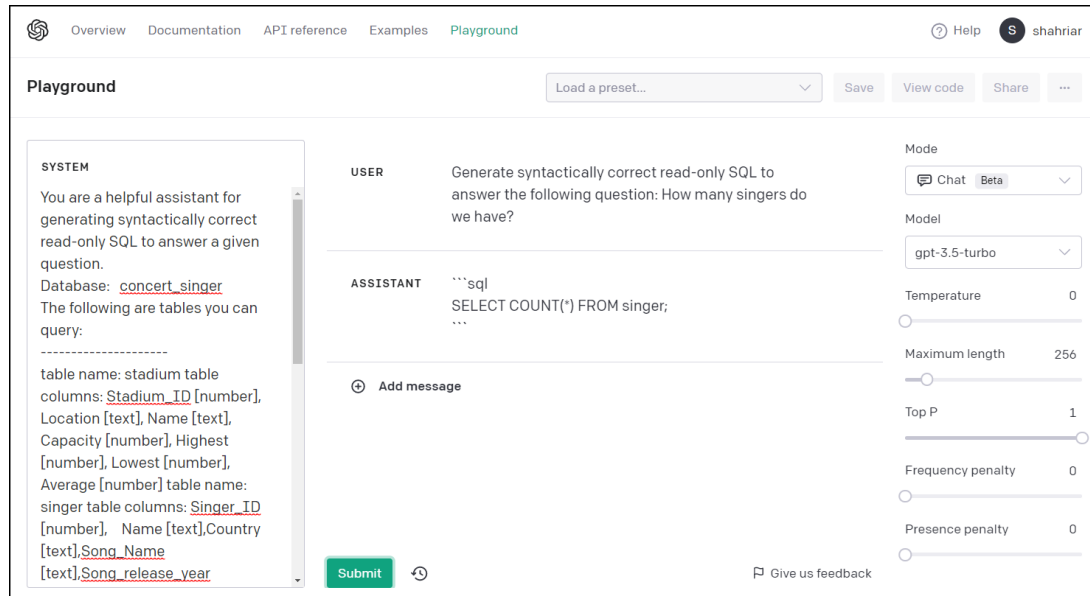 Overview Documentation API reference Examples Playground Help S shahriar
Playground Load a preset... Save View code Share ...
SYSTEM
You are a helpful assistant for
generating syntactically correct
read-only SQL to answer a given
question.
Database: concert_singer
The following are tables you can
query:
---------------------
table name: stadium table
columns: Stadium_ID [number],
Location [text], Name [text],
Capacity [number], Highest
[number], Lowest [number],
Average [number] table name:
singer table columns: Singer_ID
[number], Name [text],Country
[text],Song_Name
[text],Song_release_year
USER
Generate syntactically correct read-only SQL to
answer the following question: How many singers do
we have?
ASSISTANT
```sql
SELECT COUNT(*) FROM singer;
```
Add message
Submit
Give us feedback
Mode
Chat Beta
Model
gpt-3.5-turbo
Temperature 0
Maximum length 256
Top P 1
Frequency penalty 0
Presence penalty 0